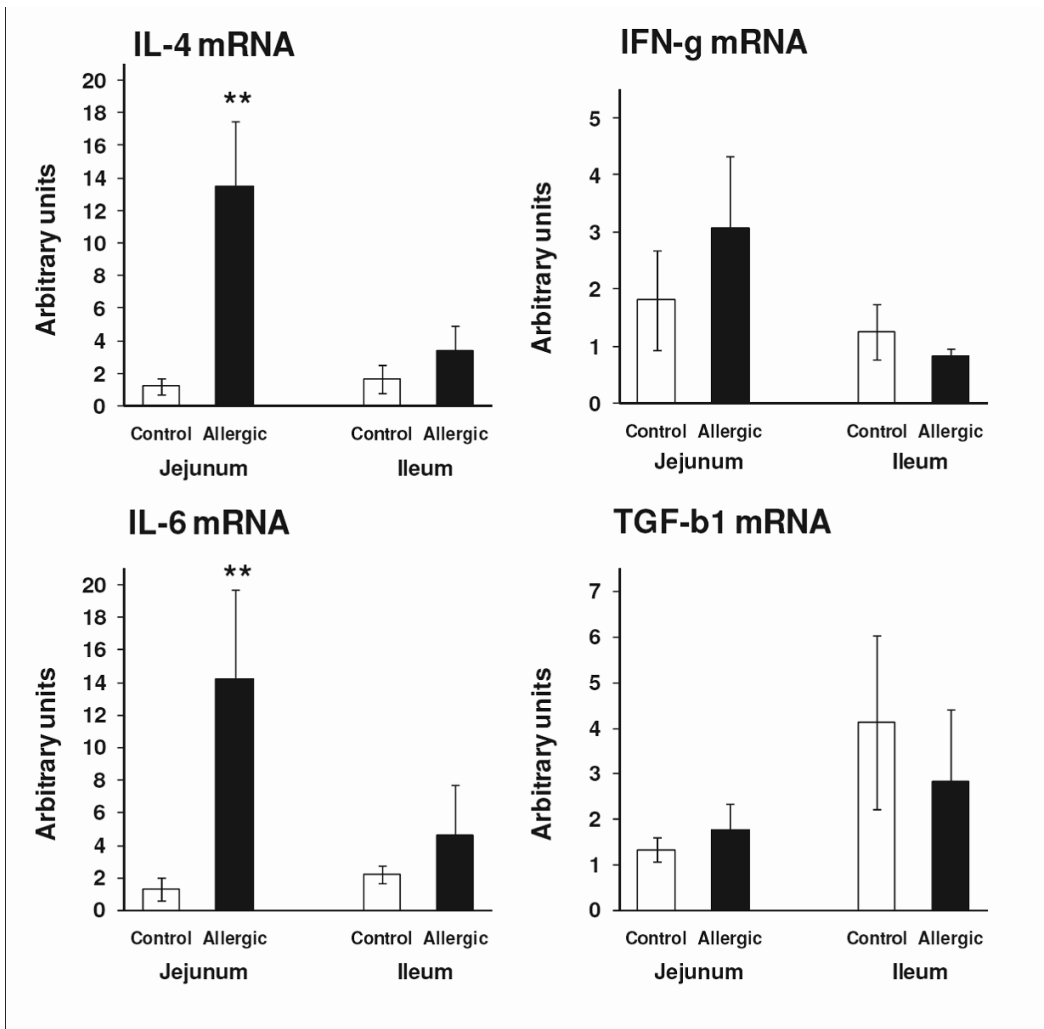 IL-4 mRNA
**
Arbitrary units
20
18
16
14
12
10
8
6
4
2
0
Control Allergic Control Allergic
Jejunum Ileum
IFN-g mRNA
Arbitrary units
5
4
3
2
1
0
Control Allergic Control Allergic
Jejunum Ileum
IL-6 mRNA
**
Arbitrary units
20
18
16
14
12
10
8
6
4
2
0
Control Allergic Control Allergic
Jejunum Ileum
TGF-b1 mRNA
Arbitrary units
7
6
5
4
3
2
1
0
Control Allergic Control Allergic
Jejunum Ileum